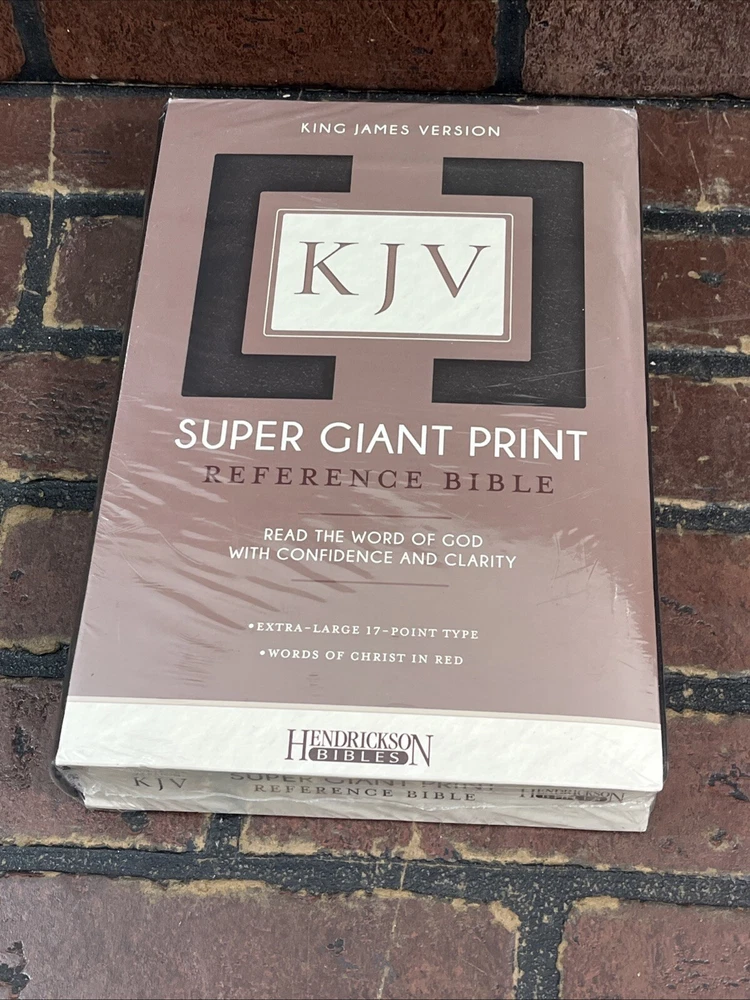 KING JAMES VERSION
KJV
SUPER GIANT PRINT
REFERENCE BIBLE
READ THE WORD OF GOD
WITH CONFIDENCE AND CLARITY
•EXTRA-LARGE 17-POINT TYPE
•WORDS OF CHRIST IN RED
HENDRICKSON
BIBLES
KJV
SUPER GIANT PRINT
REFERENCE BIBLE
HENDRICKSON